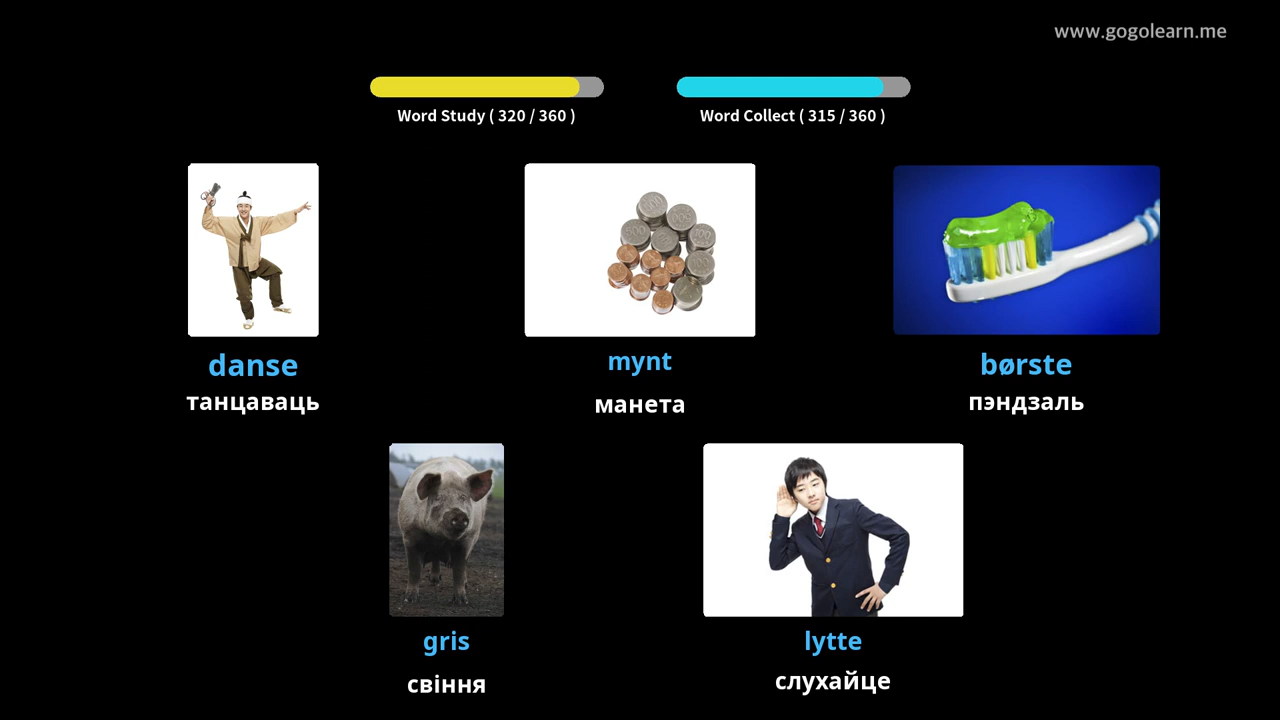 www.gogolearn.me
Word Study ( 320 / 360 )
Word Collect ( 315 / 360 )
danse
танцаваць
mynt
манета
børste
пэндзаль
gris
свіння
lytte
слухайце